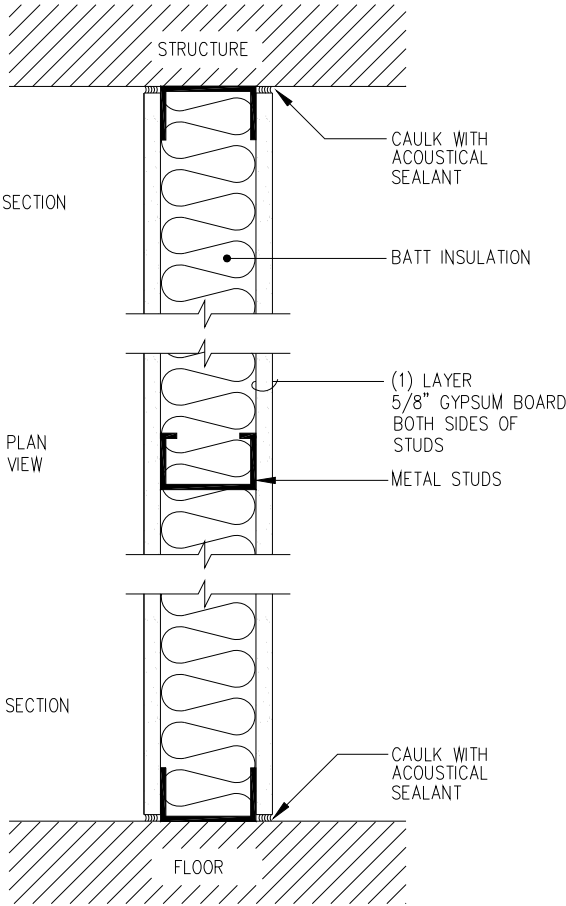 STRUCTURE
CAULK WITH
ACOUSTICAL
SEALANT
SECTION
BATT INSULATION
(1) LAYER
5/8" GYPSUM BOARD
BOTH SIDES OF
STUDS
PLAN
VIEW
METAL STUDS
SECTION
CAULK WITH
ACOUSTICAL
SEALANT
FLOOR